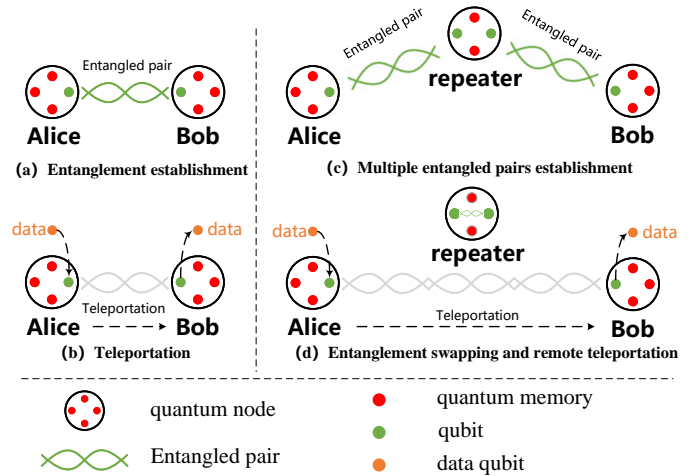 Entangled pair
Alice
Bob
(a) Entanglement establishment
Entangled pair
Entangled pair
repeater
Alice
Bob
(c) Multiple entangled pairs establishment
data
data
Teleportation
Alice
Bob
(b) Teleportation
data
repeater
data
Teleportation
Alice
Bob
(d) Entanglement swapping and remote teleportation
quantum node
Entangled pair
quantum memory
qubit
data qubit